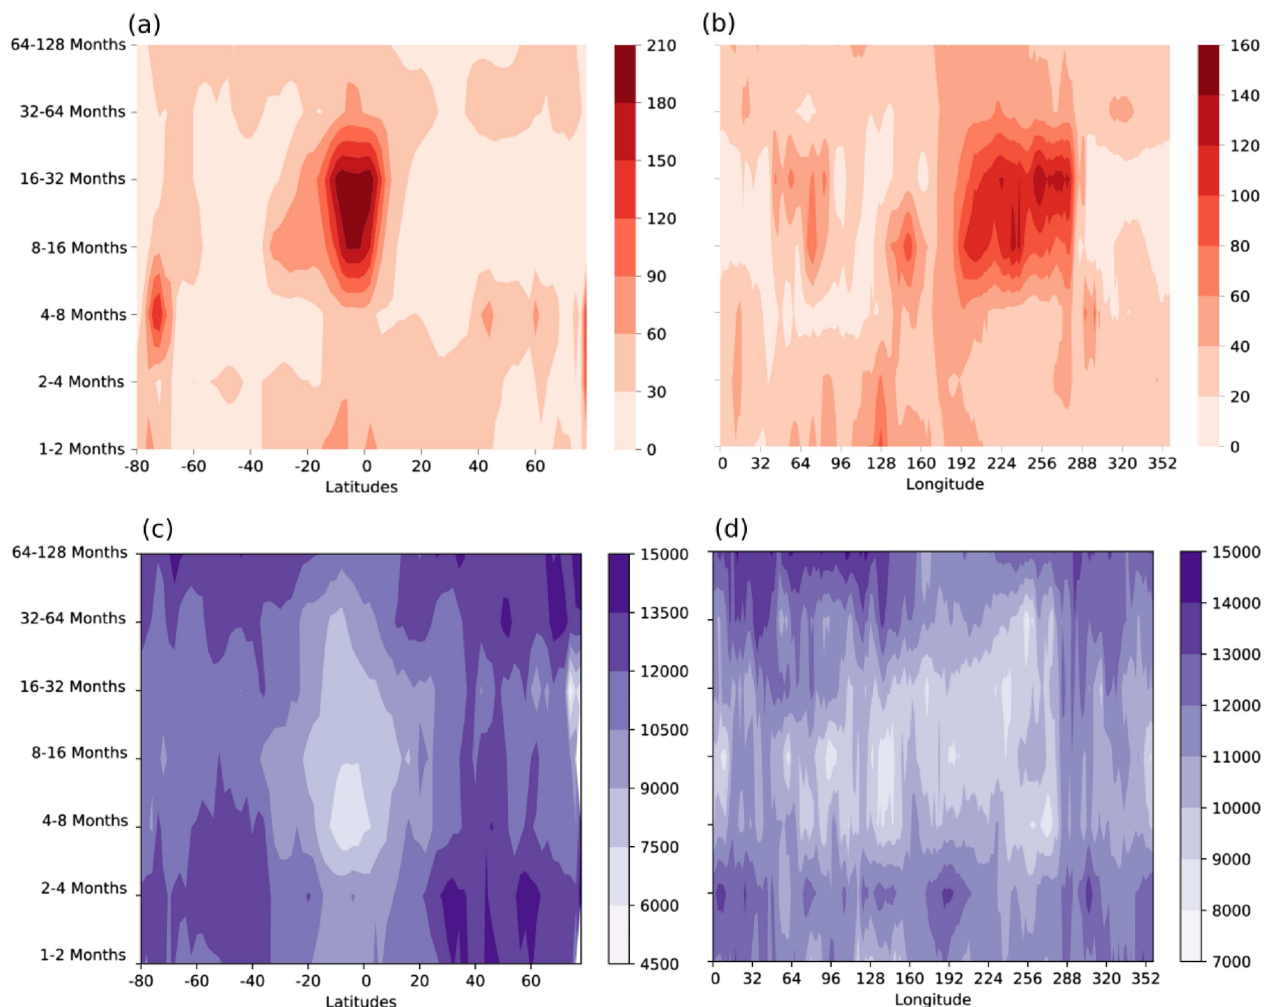 (a)
64-128 Months
32-64 Months
16-32 Months
8-16 Months
4-8 Months
2-4 Months
1-2 Months
-80 -60 -40 -20 0 20 40 60
Latitudes
210
180
150
120
90
60
30
0
(b)
0 32 64 96 128 160 192 224 256 288 320 352
Longitude
160
140
120
100
80
60
40
20
0
(c)
64-128 Months
32-64 Months
16-32 Months
8-16 Months
4-8 Months
2-4 Months
1-2 Months
-80 -60 -40 -20 0 20 40 60
Latitudes
15000
13500
12000
10500
9000
7500
6000
4500
(d)
0 32 64 96 128 160 192 224 256 288 320 352
Longitude
15000
14000
13000
12000
11000
10000
9000
8000
7000